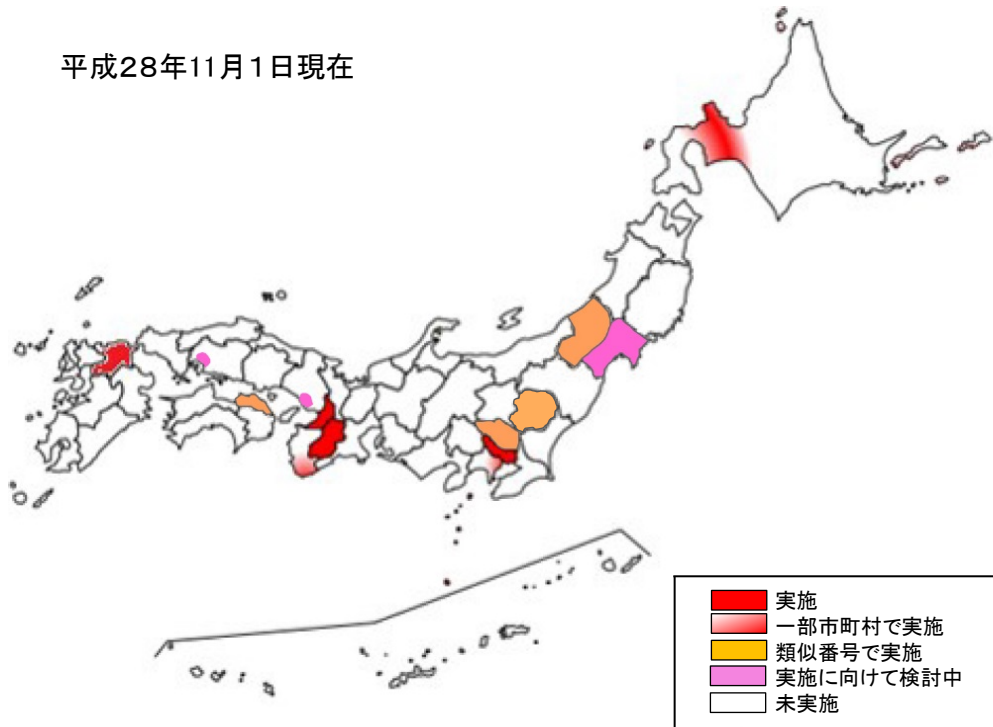 平成28年11月1日現在
実施
一部市町村で実施
類似番号で実施
実施に向けて検討中
未実施